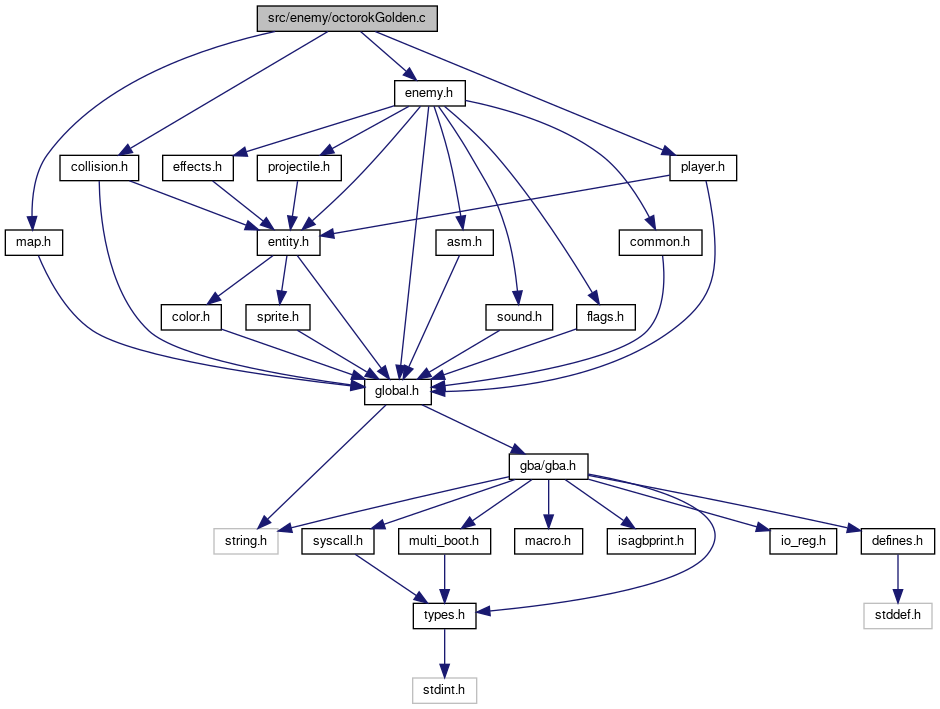 src/enemy/octorokGolden.c
enemy.h
collision.h
effects.h
projectile.h
player.h
map.h
entity.h
asm.h
common.h
color.h
sprite.h
sound.h
flags.h
global.h
gba/gba.h
string.h
syscall.h
multi_boot.h
macro.h
isagbprint.h
io_reg.h
defines.h
types.h
stddef.h
stdint.h